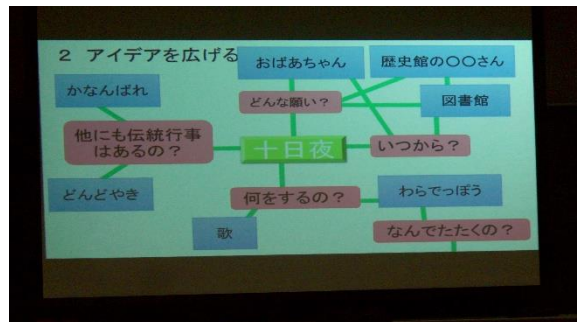 2 アイデアを広げる
おばあちゃん
歴史館の〇〇さん
かなんばれ
どんな願い？
図書館
他にも伝統行事
はあるの？
十日夜
いつから？
どんどやき
何をするの？
わらでっぽう
歌
なんでたたくの？